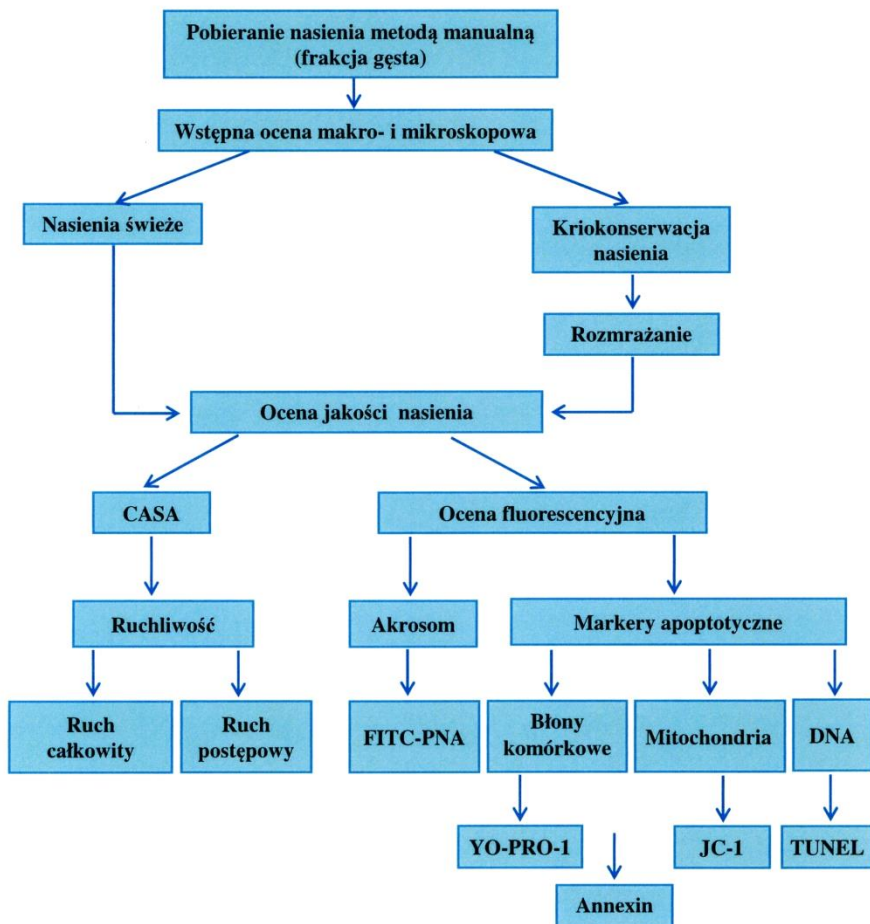 Pobieranie nasienia metodą manualną
(frakcja gęsta)
Wstępna ocena makro- i mikroskopowa
Nasienia świeże
Kriokonserwacja
nasienia
Rozmrażanie
Ocena jakości nasienia
CASA
Ocena fluorescencyjna
Ruchliwość
Akrosom
Markery apoptotyczne
Ruch
całkowity
Ruch
postępowy
FITC-PNA
Błony
komórkowe
Mitochondria
DNA
YO-PRO-1
JC-1
TUNEL
Annexin